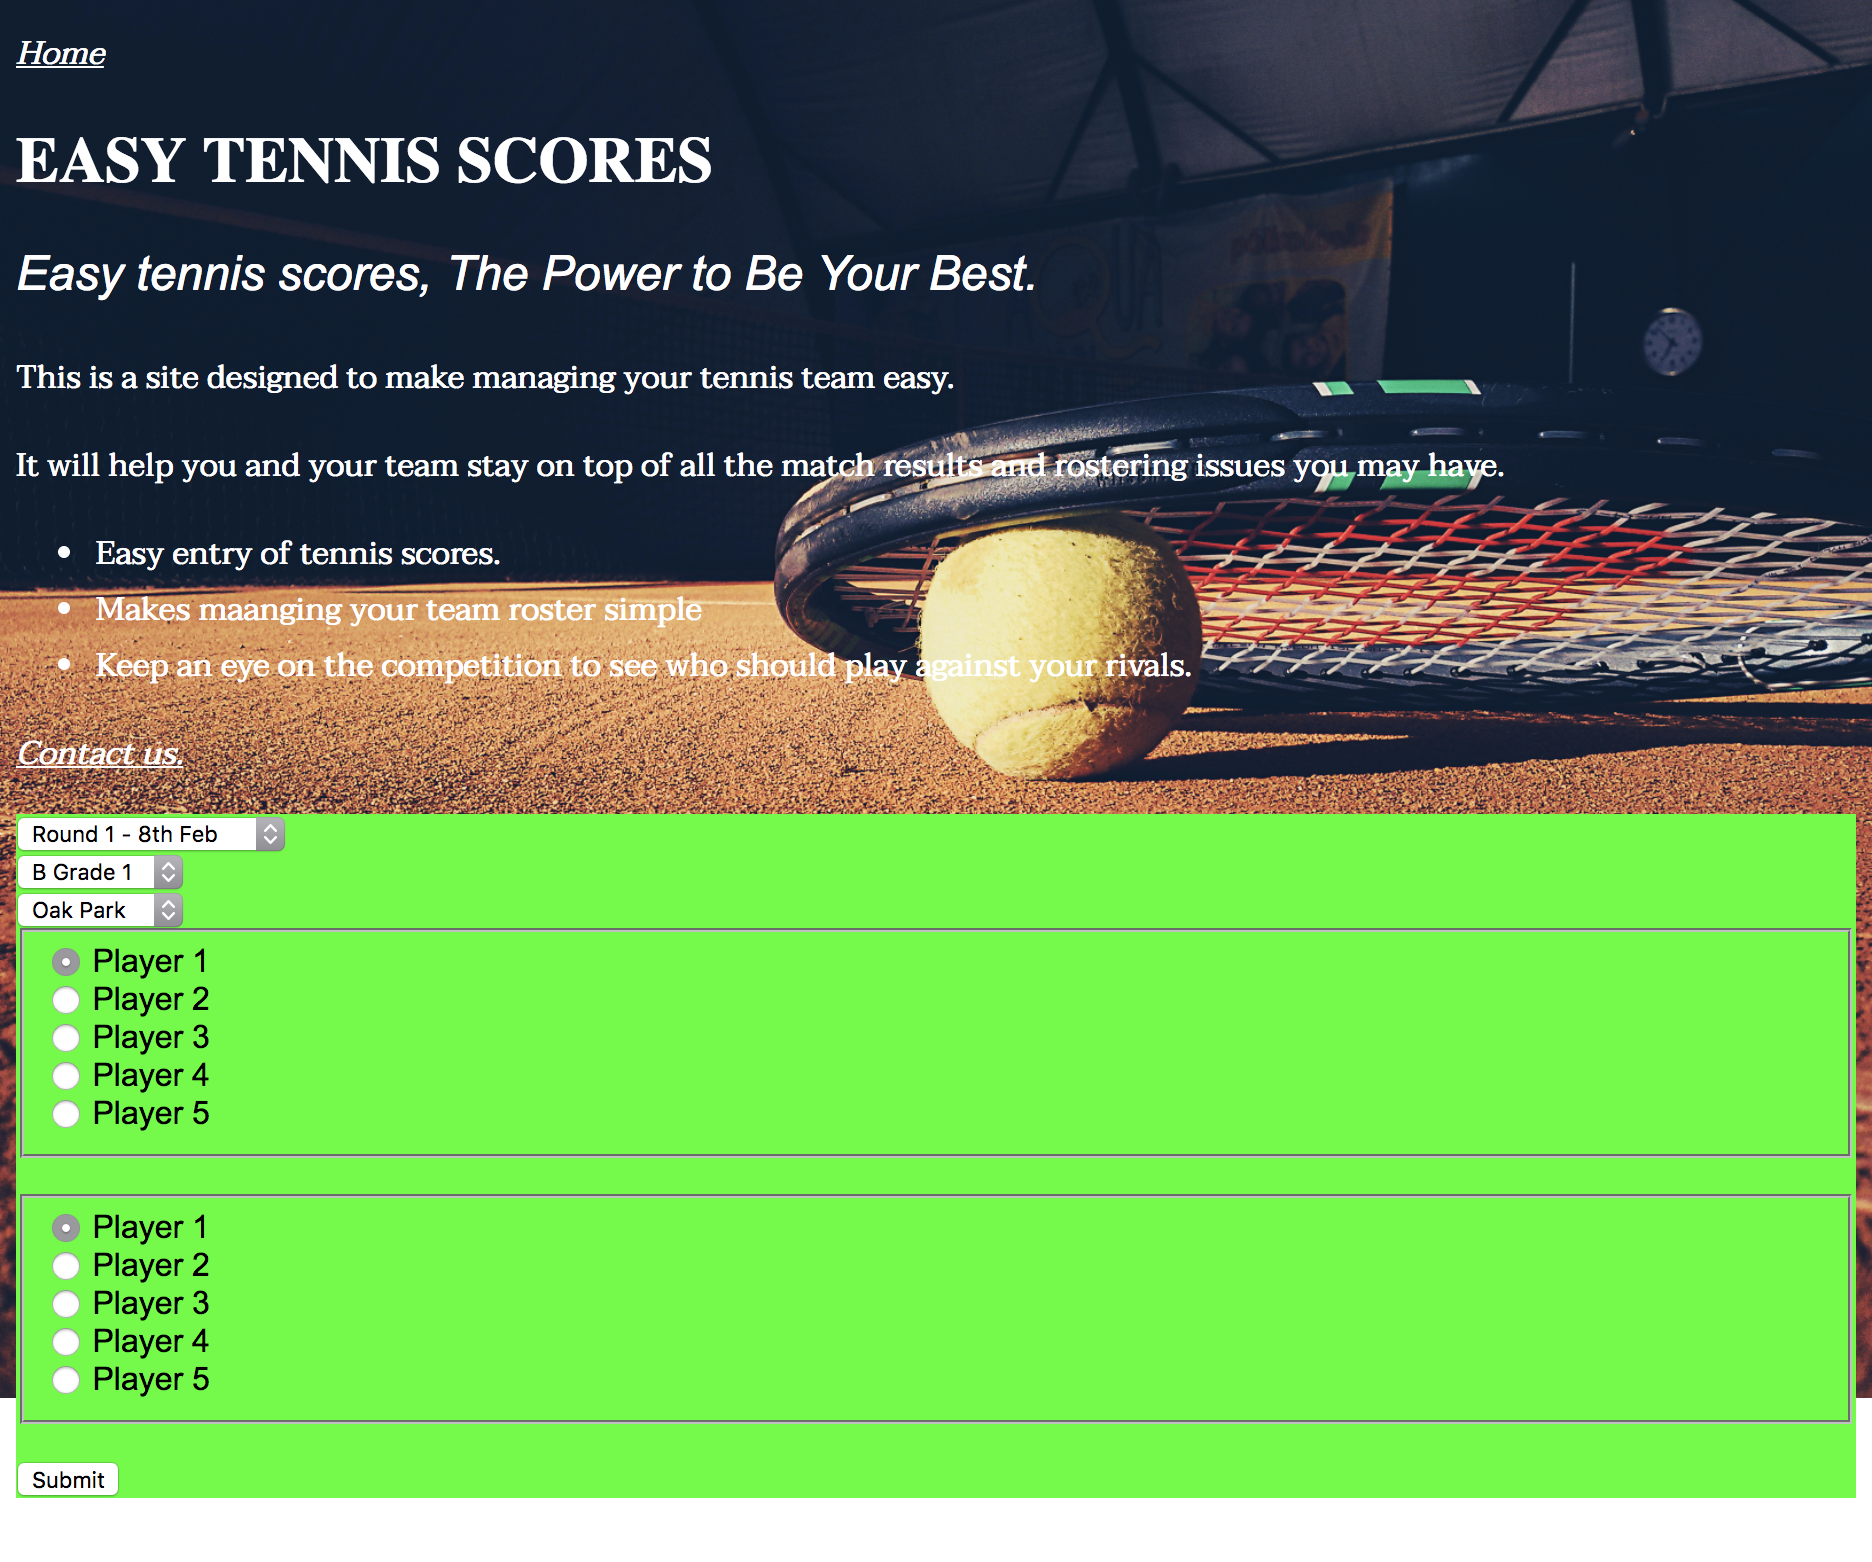 Home
EASY TENNIS SCORES
Easy tennis scores, The Power to Be Your Best.
This is a site designed to make managing your tennis team easy.
It will help you and your team stay on top of all the match results and rostering issues you may have.
Easy entry of tennis scores.
Makes maanging your team roster simple
Keep an eye on the competition to see who should play against your rivals.
Contact us.
Round 1 - 8th Feb
B Grade 1
Oak Park
Player 1
Player 2
Player 3
Player 4
Player 5
Player 1
Player 2
Player 3
Player 4
Player 5
Submit